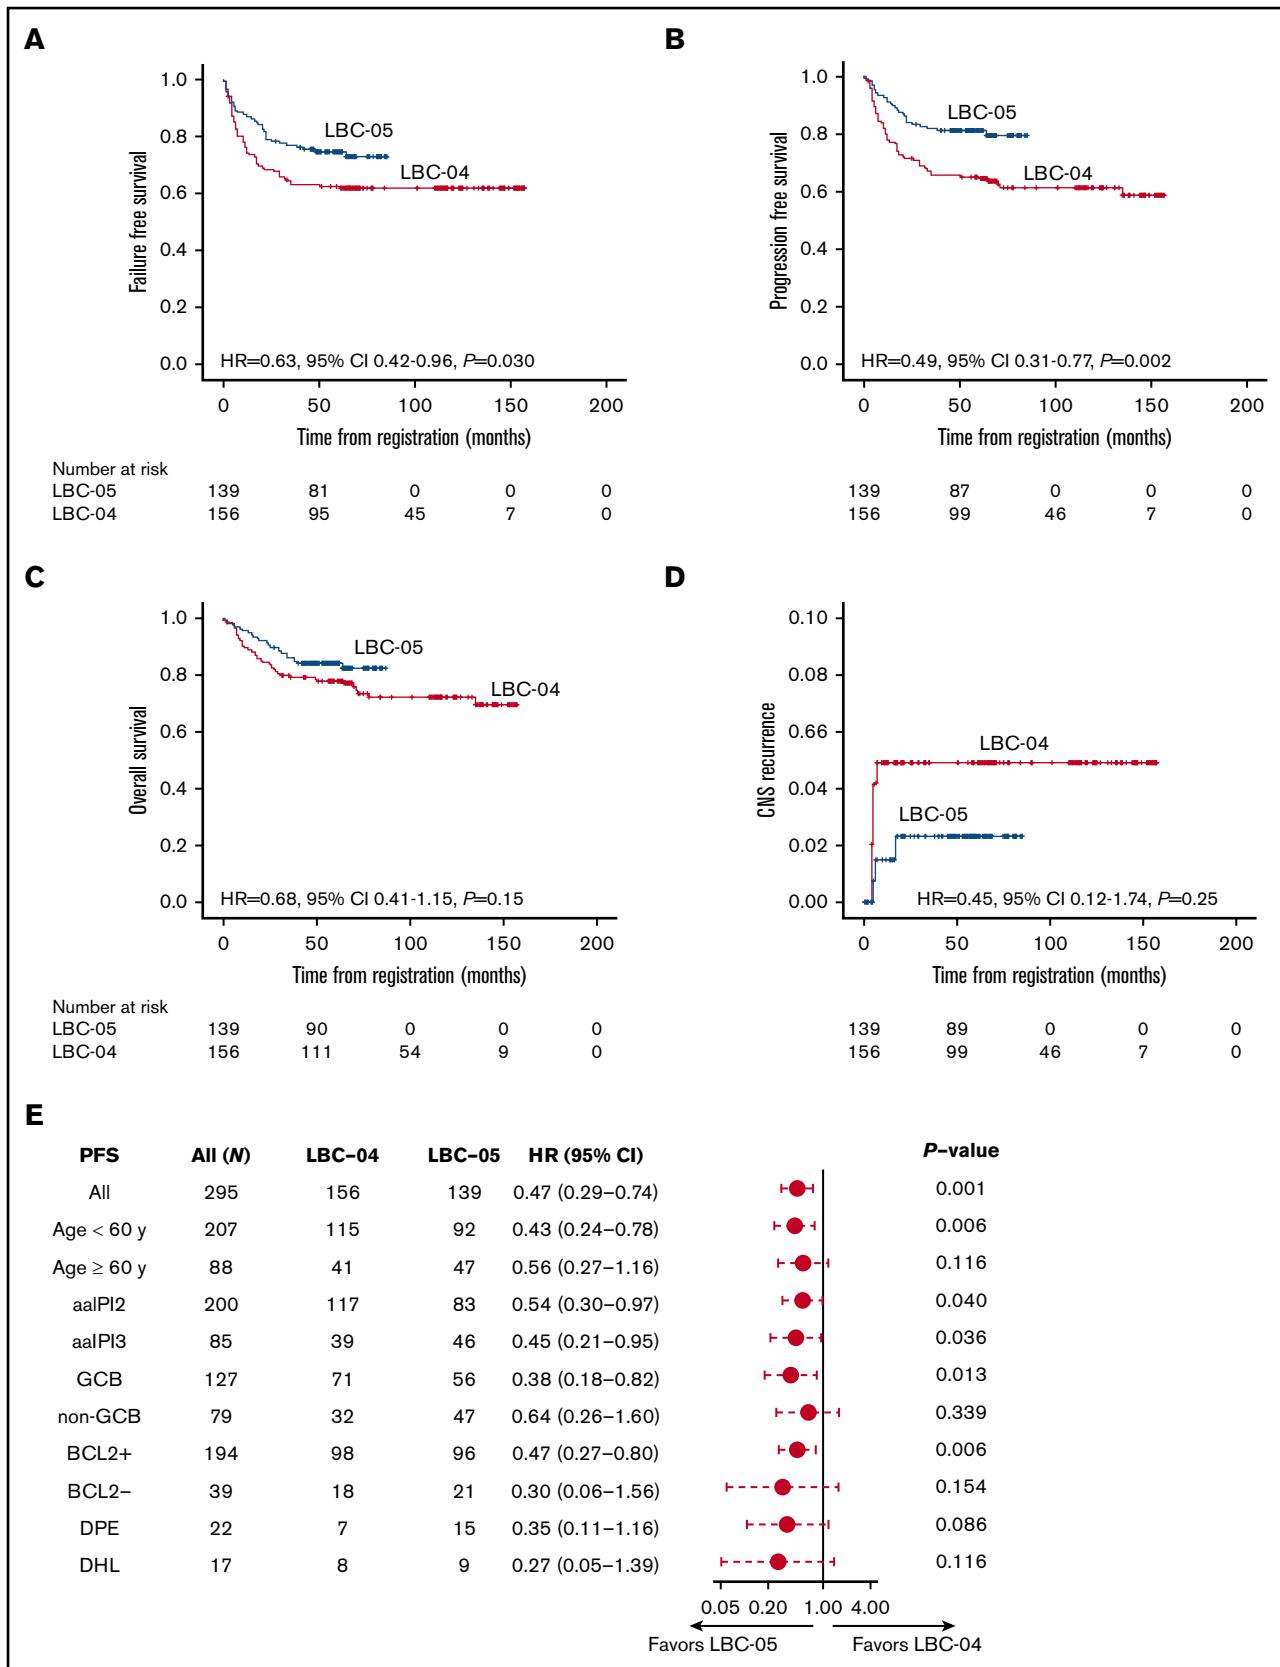 A
1.0
0.8
0.6
0.4
0.2
0.0
Failure free survival
LBC-05
LBC-04
HR=0.63, 95% CI 0.42-0.96, P=0.030
0 50 100 150 200
Time from registration (months)
Number at risk
LBC-05 139 81 0 0 0
LBC-04 156 95 45 7 0
B
1.0
0.8
0.6
0.4
0.2
0.0
Progression free survival
LBC-05
LBC-04
HR=0.49, 95% CI 0.31-0.77, P=0.002
0 50 100 150 200
Time from registration (months)
139 87 0 0 0
156 99 46 7 0
C
1.0
0.8
0.6
0.4
0.2
0.0
Overall survival
LBC-05
LBC-04
HR=0.68, 95% CI 0.41-1.15, P=0.15
0 50 100 150 200
Time from registration (months)
Number at risk
LBC-05 139 90 0 0 0
LBC-04 156 111 54 9 0
D
0.10
0.08
0.66
0.04
0.02
0.00
CNS recurrence
LBC-04
LBC-05
HR=0.45, 95% CI 0.12-1.74, P=0.25
0 50 100 150 200
Time from registration (months)
139 89 0 0 0
156 99 46 7 0
E
PFS All (N) LBC–04 LBC–05 HR (95% CI) P–value
All 295 156 139 0.47 (0.29–0.74) 0.001
Age < 60 y 207 115 92 0.43 (0.24–0.78) 0.006
Age ≥ 60 y 88 41 47 0.56 (0.27–1.16) 0.116
aaIPI2 200 117 83 0.54 (0.30–0.97) 0.040
aaIPI3 85 39 46 0.45 (0.21–0.95) 0.036
GCB 127 71 56 0.38 (0.18–0.82) 0.013
non-GCB 79 32 47 0.64 (0.26–1.60) 0.339
BCL2+ 194 98 96 0.47 (0.27–0.80) 0.006
BCL2− 39 18 21 0.30 (0.06–1.56) 0.154
DPE 22 7 15 0.35 (0.11–1.16) 0.086
DHL 17 8 9 0.27 (0.05–1.39) 0.116
0.05 0.20 1.00 4.00
Favors LBC-05 Favors LBC-04